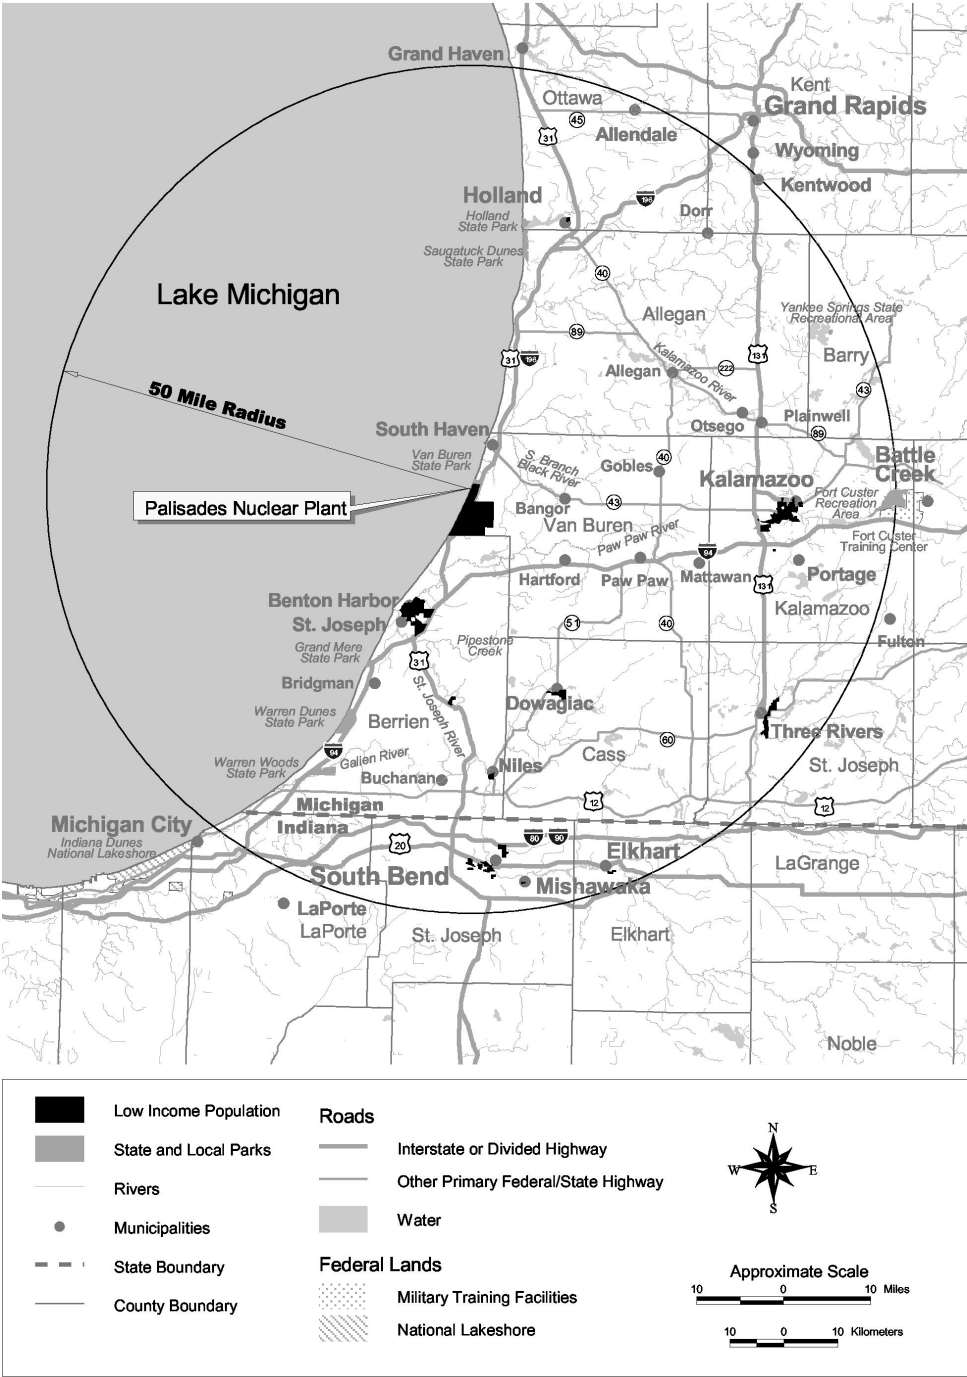 Grand Haven
Kent
Ottawa
Grand Rapids
45
Allendale
31
Wyoming
Kentwood
Holland
196
Dorr
Holland
State Park
Saugatuck Dunes
State Park
40
Lake Michigan
Allegan
Yankee Springs State
Recreational Area
89
Barry
31
196
131
Kalamazoo River
222
Allegan
43
50 Mile Radius
Otsego
Plainwell
89
South Haven
Van Buren
State Park
S. Branch
Black River
Gobles
40
Kalamazoo
Battle
Creek
Palisades Nuclear Plant
Bangor
43
Fort Custer
Recreation
Area
Van Buren
Paw Paw River
Fort Custer
Training Center
94
Hartford
Paw Paw
Mattawan
Portage
131
Benton Harbor
St. Joseph
Kalamazoo
51
40
Grand Mere
State Park
Pipestone
Creek
Fulton
31
Bridgman
St. Joseph River
Dowagiac
Warren Dunes
State Park
Berrien
Three Rivers
94
60
Galien River
Cass
Warren Woods
State Park
Niles
St. Joseph
Buchanan
Michigan
12
12
Michigan City
Indiana
Indiana Dunes
National Lakeshore
20
80
90
Elkhart
LaGrange
South Bend
Mishawaka
LaPorte
LaPorte
St. Joseph
Elkhart
Noble
Low Income Population
State and Local Parks
Rivers
Municipalities
State Boundary
County Boundary
Roads
Interstate or Divided Highway
Other Primary Federal/State Highway
Water
Federal Lands
Military Training Facilities
National Lakeshore
N
W
E
S
Approximate Scale
10 0 10 Miles
10 0 10 Kilometers